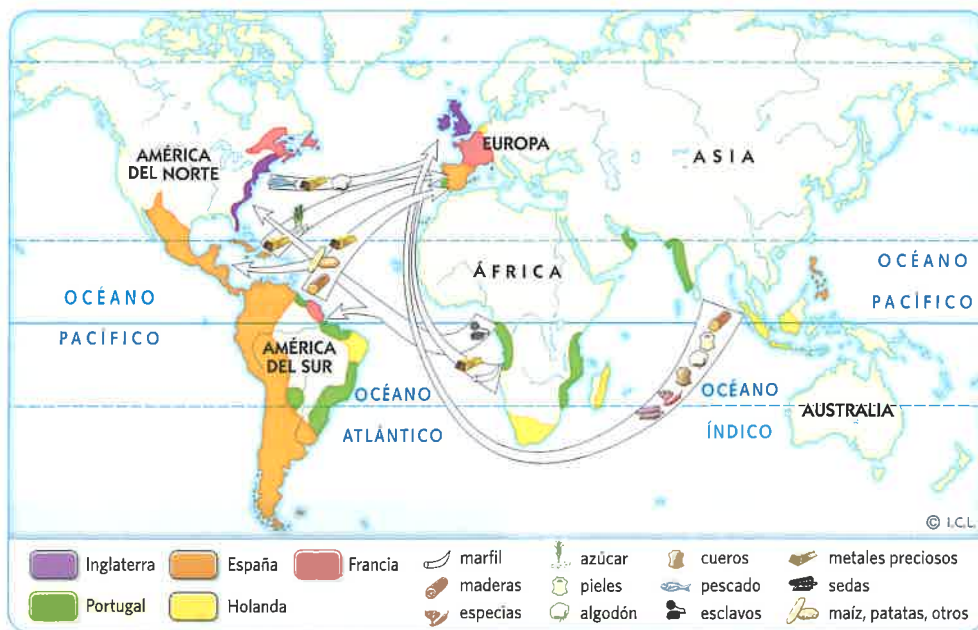 AMÉRICA
DEL NORTE
EUROPA
ASIA
ÁFRICA
OCÉANO
PACÍFICO
OCÉANO
PACÍFICO
AMÉRICA
DEL SUR
OCÉANO
ATLÁNTICO
OCÉANO
ÍNDICO
AUSTRALIA
© I.C.L.
Inglaterra
España
Francia
Portugal
Holanda
marfil
maderas
especias
azúcar
pieles
algodón
cueros
pescado
esclavos
metales preciosos
sedas
maíz, patatas, otros